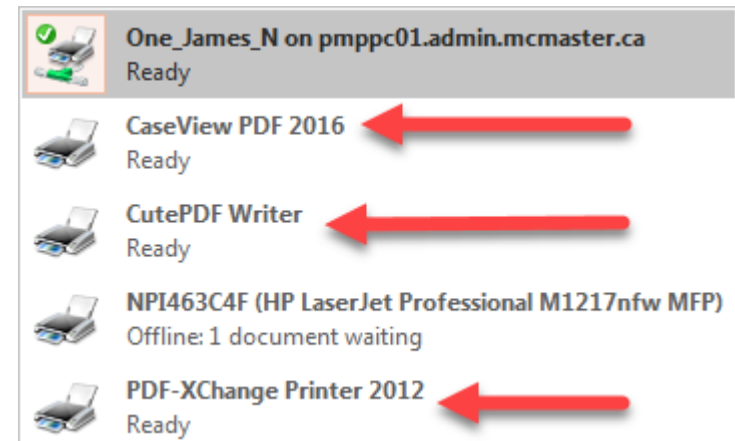 One_James_N on pmppc01.admin.mcmaster.ca
Ready
CaseView PDF 2016
Ready
CutePDF Writer
Ready
NPI463C4F (HP LaserJet Professional M1217nfw MFP)
Offline: 1 document waiting
PDF-XChange Printer 2012
Ready